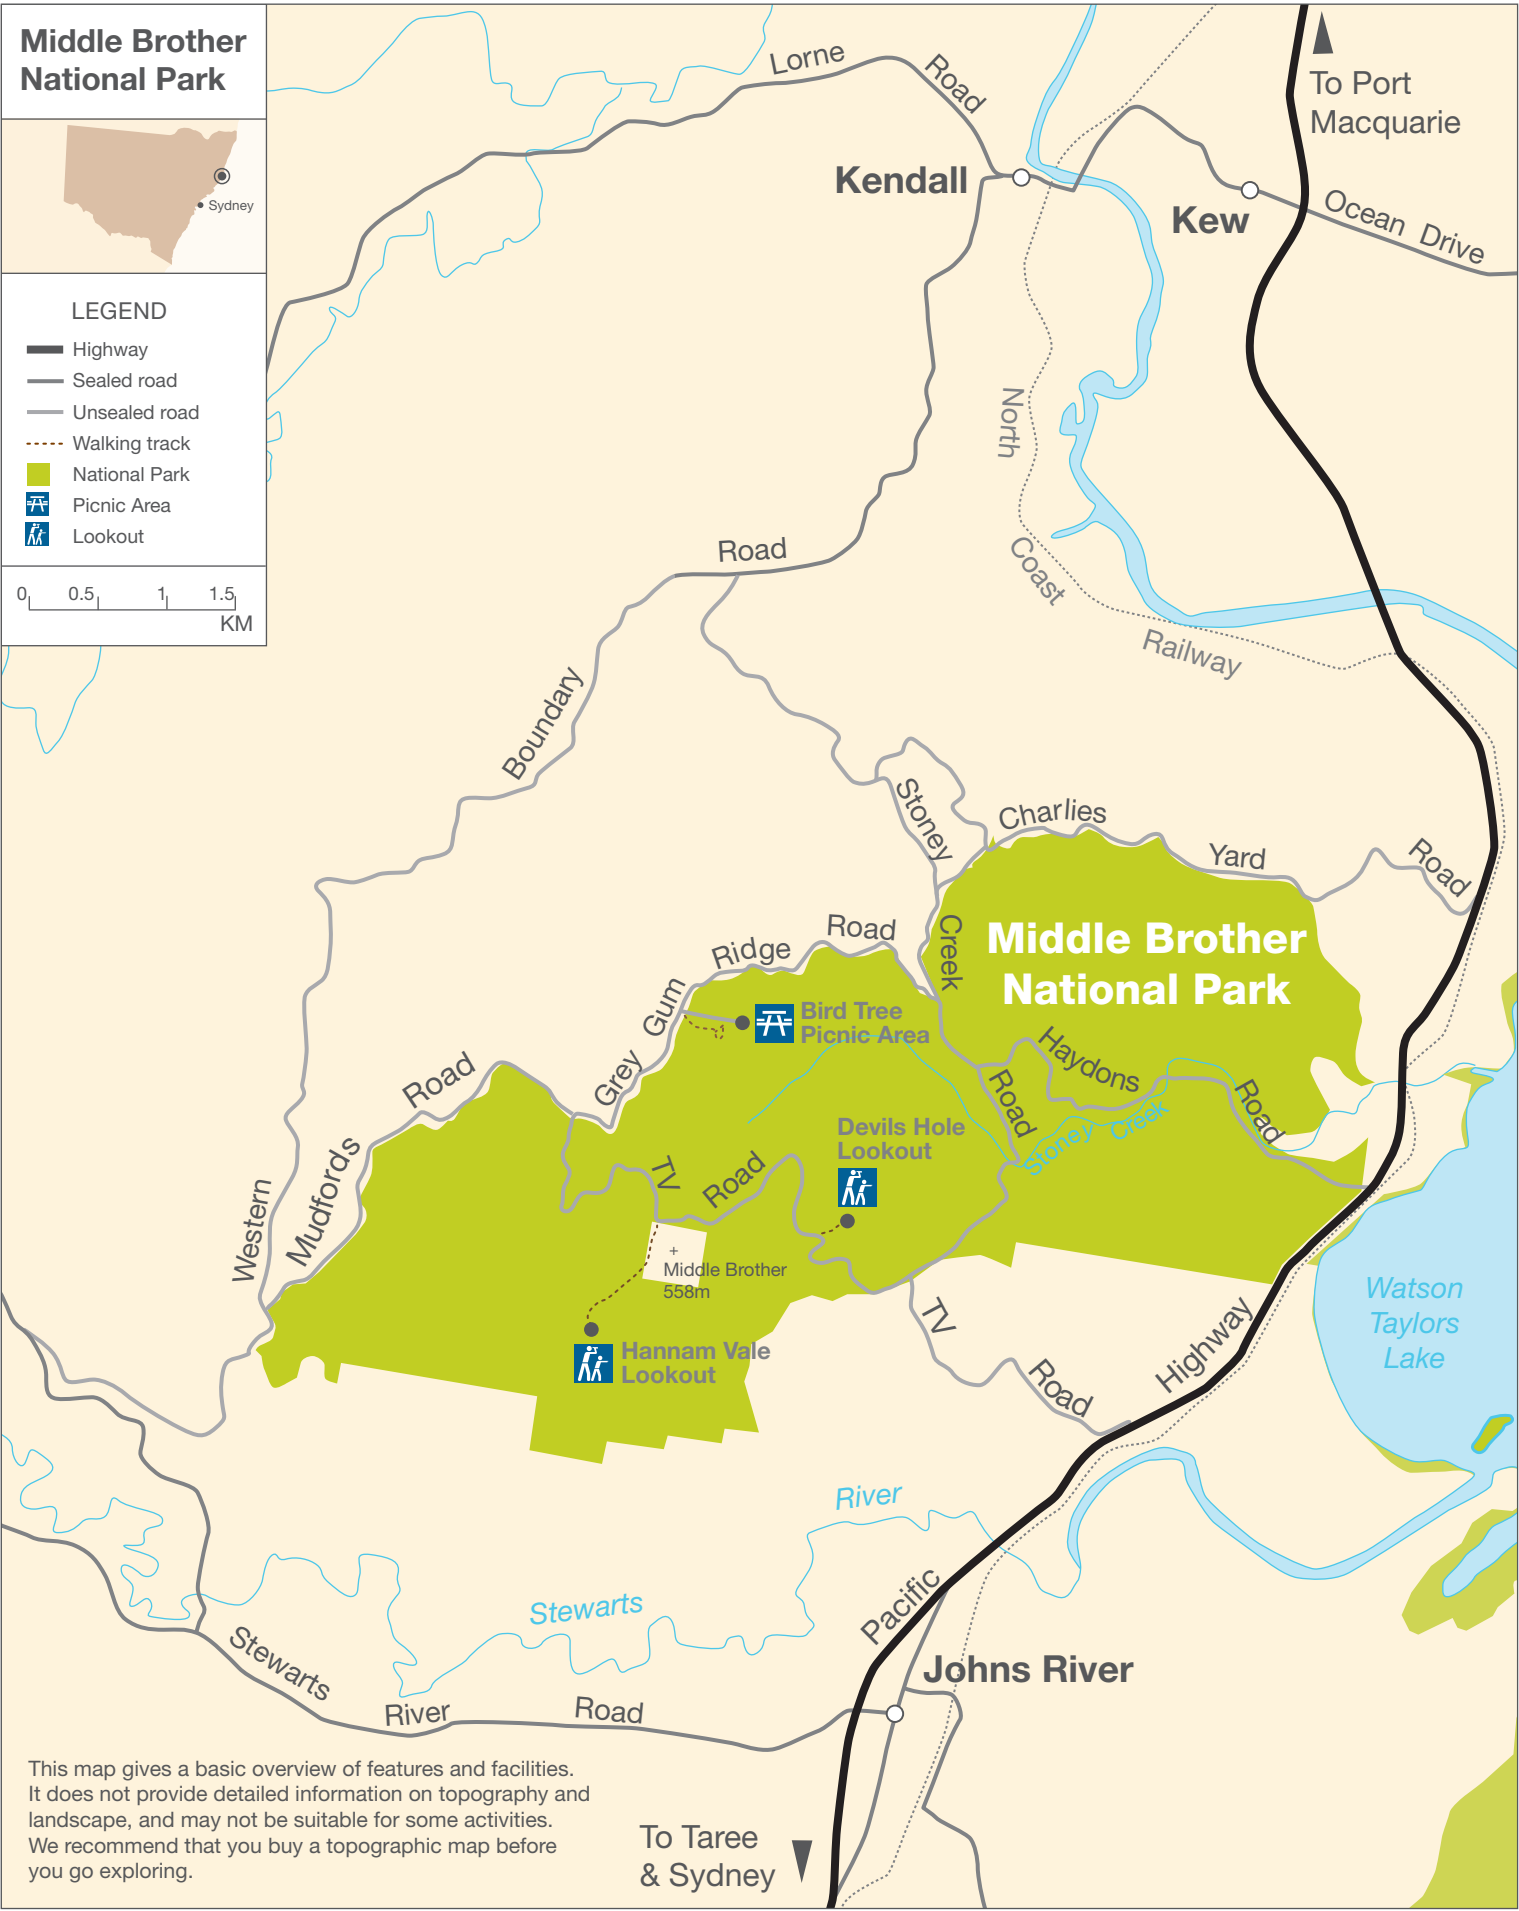 Middle Brother
National Park
Sydney
LEGEND
Highway
Sealed road
Unsealed road
Walking track
National Park
Picnic Area
Lookout
0 0.5 1 1.5
KM
Lorne Road
To Port
Macquarie
Kendall
Kew
Ocean Drive
North Coast Railway
Boundary Road
Western
Mudfords Road
Grey Gum Ridge Road
Stoney Creek Road
Charlies Yard Road
Middle Brother
National Park
Bird Tree
Picnic Area
Haydons Road
Stoney Creek
Devils Hole
Lookout
TV Road
Middle Brother
558m
Hannam Vale
Lookout
TV Road
Pacific Highway
Watson
Taylors
Lake
Stewarts River
Stewarts River Road
Johns River
This map gives a basic overview of features and facilities.
It does not provide detailed information on topography and
landscape, and may not be suitable for some activities.
We recommend that you buy a topographic map before
you go exploring.
To Taree
& Sydney